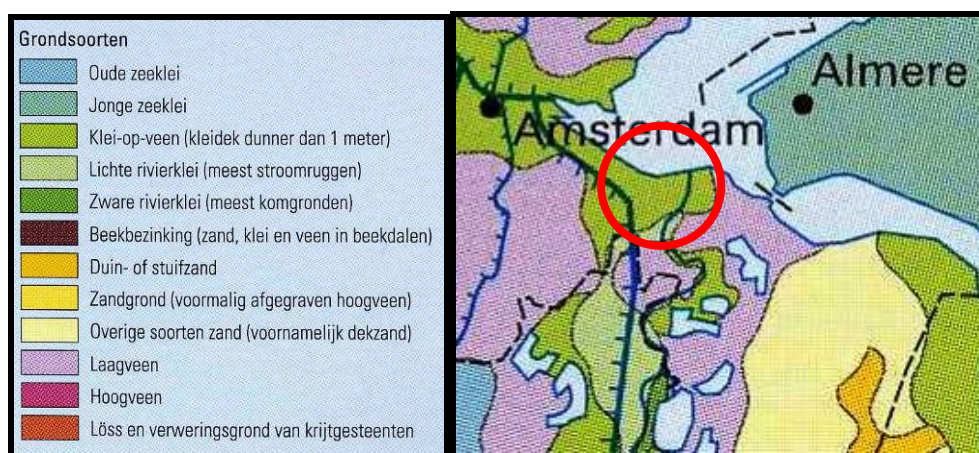 Grondsoorten
Oude zeeklei
Jonge zeeklei
Klei-op-veen (kleidek dunner dan 1 meter)
Lichte rivierklei (meest stroomruggen)
Zware rivierklei (meest komgronden)
Beekbezinking (zand, klei en veen in beekdalen)
Duin- of stuifzand
Zandgrond (voormalig afgegraven hoogveen)
Overige soorten zand (voornamelijk dekzand)
Laagveen
Hoogveen
Löss en verweringsgrond van krijtgesteenten
Almere
Amsterdam